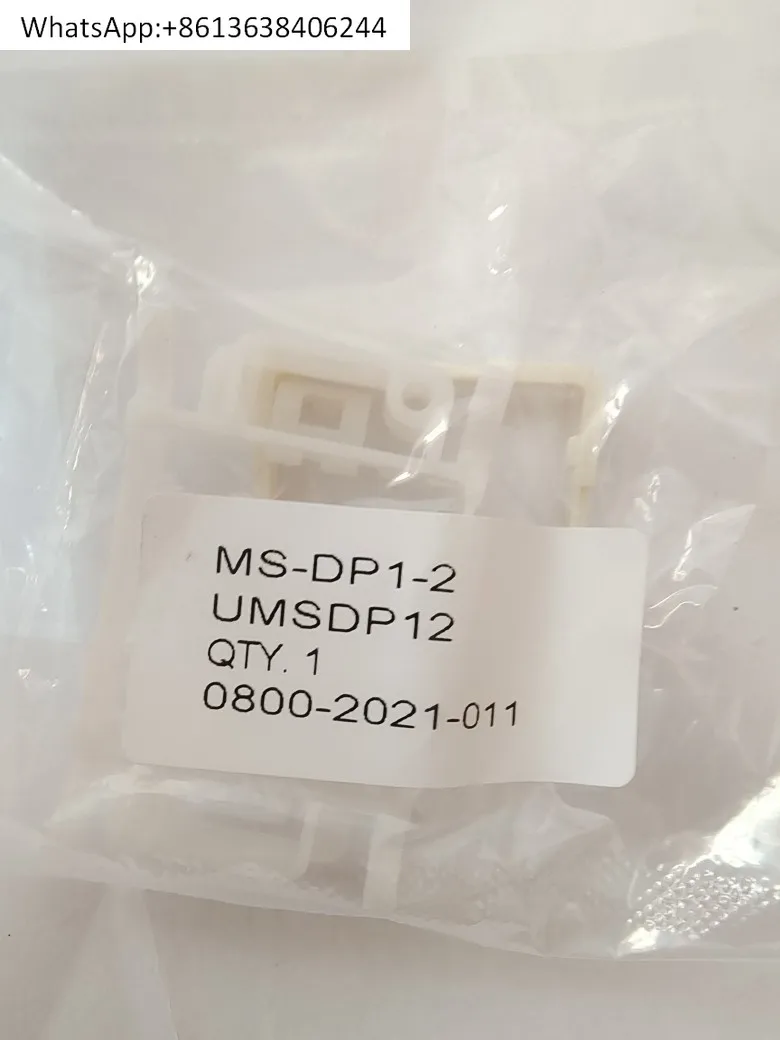 WhatsApp:+8613638406244
MS-DP1-2
UMSDP12
QTY. 1
0800-2021-011